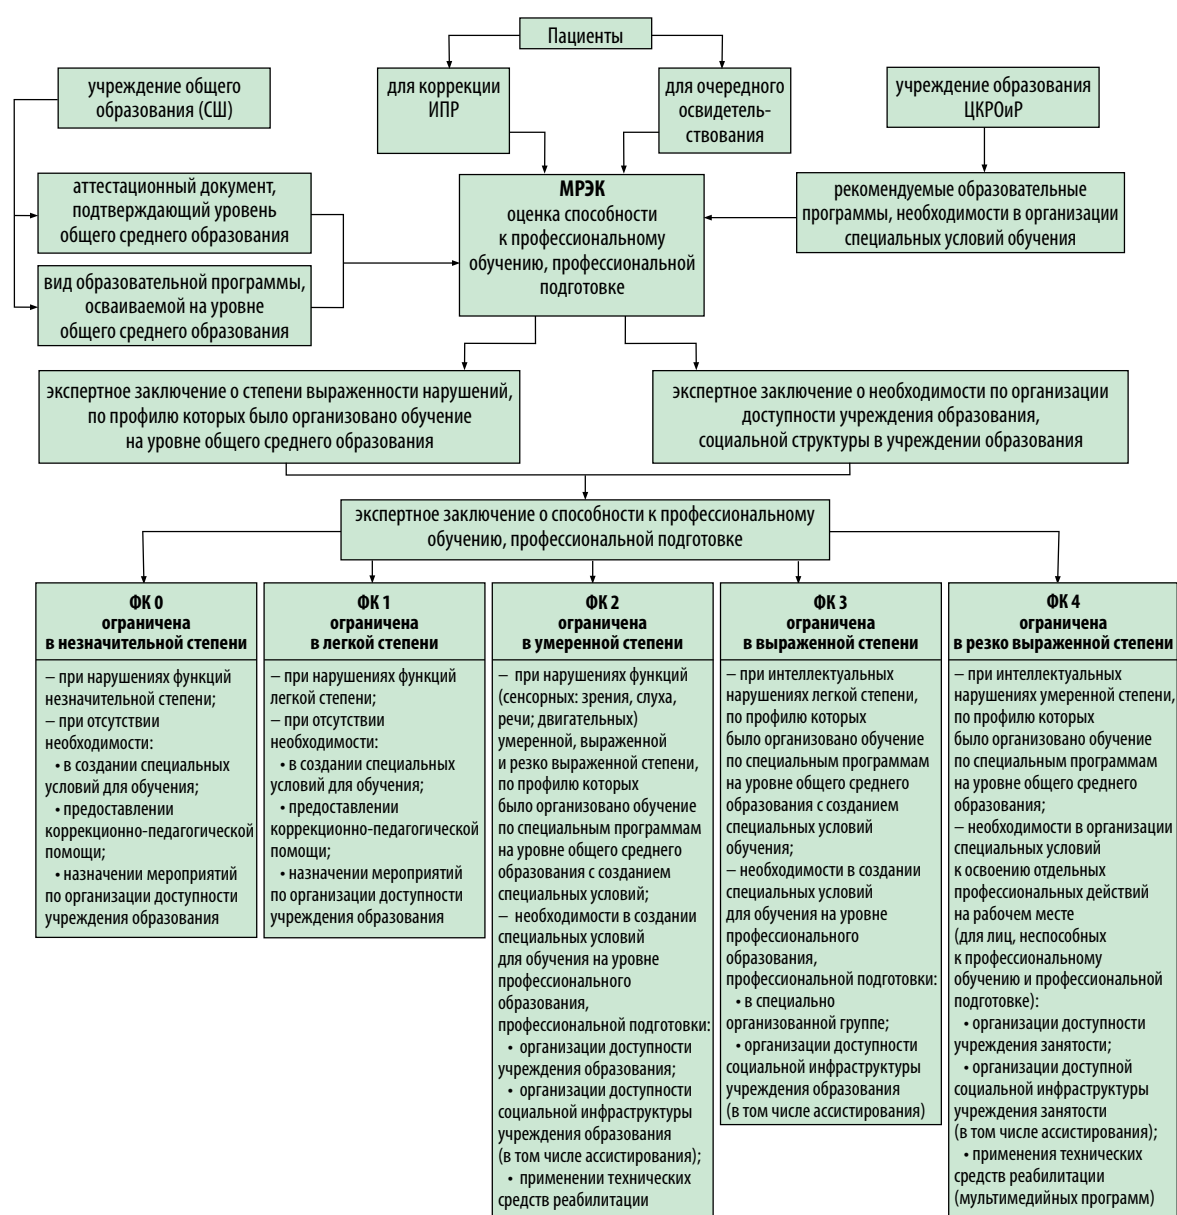 Пациенты
учреждение общего
образования (СШ)
для коррекции
ИПР
для очередного
освидетель-
ствования
учреждение образования
ЦКРОиР
аттестационный документ,
подтверждающий уровень
общего среднего образования
вид образовательной программы,
осваиваемой на уровне
общего среднего образования
МРЭК
оценка способности
к профессиональному
обучению, профессиональной
подготовке
рекомендуемые образовательные
программы, необходимости в организации
специальных условий обучения
экспертное заключение о степени выраженности нарушений,
по профилю которых было организовано обучение
на уровне общего среднего образования
экспертное заключение о необходимости по организации
доступности учреждения образования,
социальной структуры в учреждении образования
экспертное заключение о способности к профессиональному
обучению, профессиональной подготовке
ФК 0
ограничена
в незначительной степени
– при нарушениях функций
незначительной степени;
– при отсутствии
необходимости:
• в создании специальных
условий для обучения;
• предоставлении
коррекционно-педагогической
помощи;
• назначении мероприятий
по организации доступности
учреждения образования
ФК 1
ограничена
в легкой степени
– при нарушениях функций
легкой степени;
– при отсутствии
необходимости:
• в создании специальных
условий для обучения;
• предоставлении
коррекционно-педагогической
помощи;
• назначении мероприятий
по организации доступности
учреждения образования
ФК 2
ограничена
в умеренной степени
– при нарушениях функций
(сенсорных: зрения, слуха,
речи; двигательных)
умеренной, выраженной
и резко выраженной степени,
по профилю которых
было организовано обучение
по специальным программам
на уровне общего среднего
образования с созданием
специальных условий;
– необходимости в создании
специальных условий
для обучения на уровне
профессионального
образования,
профессиональной подготовки:
• организации доступности
учреждения образования;
• организации доступности
социальной инфраструктуры
учреждения образования
(в том числе ассистирования);
• применении технических
средств реабилитации
ФК 3
ограничена
в выраженной степени
– при интеллектуальных
нарушениях легкой степени,
по профилю которых
было организовано обучение
по специальным программам
на уровне общего среднего
образования с созданием
специальных условий
обучения;
– необходимости в создании
специальных условий
для обучения на уровне
профессионального
образования,
профессиональной подготовки:
• в специально
организованной группе;
• организации доступности
социальной инфраструктуры
учреждения образования
(в том числе ассистирования)
ФК 4
ограничена
в резко выраженной степени
– при интеллектуальных
нарушениях умеренной степени,
по профилю которых
было организовано обучение
по специальным программам
на уровне общего среднего
образования;
– необходимости в организации
специальных условий
к освоению отдельных
профессиональных действий
на рабочем месте
(для лиц, неспособных
к профессиональному
обучению и профессиональной
подготовке):
• организации доступности
учреждения занятости;
• организации доступной
социальной инфраструктуры
учреждения занятости
(в том числе ассистирования);
• применения технических
средств реабилитации
(мультимедийных программ)